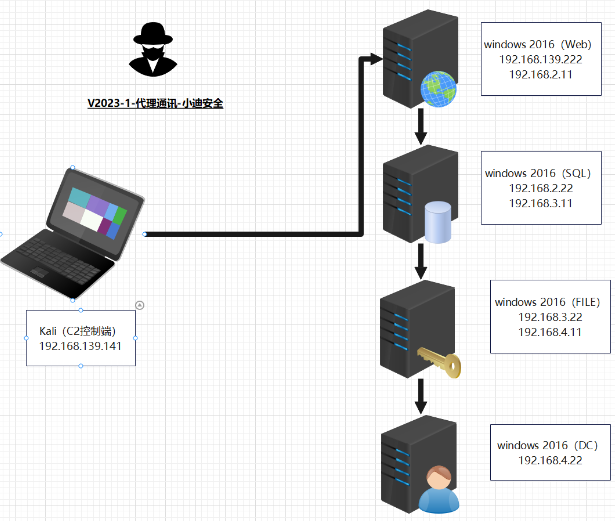 V2023-1-代理通讯-小迪安全
windows 2016（Web）
192.168.139.222
192.168.2.11
windows 2016（SQL）
192.168.2.22
192.168.3.11
Kali（C2控制端）
192.168.139.141
windows 2016（FILE）
192.168.3.22
192.168.4.11
windows 2016（DC）
192.168.4.22